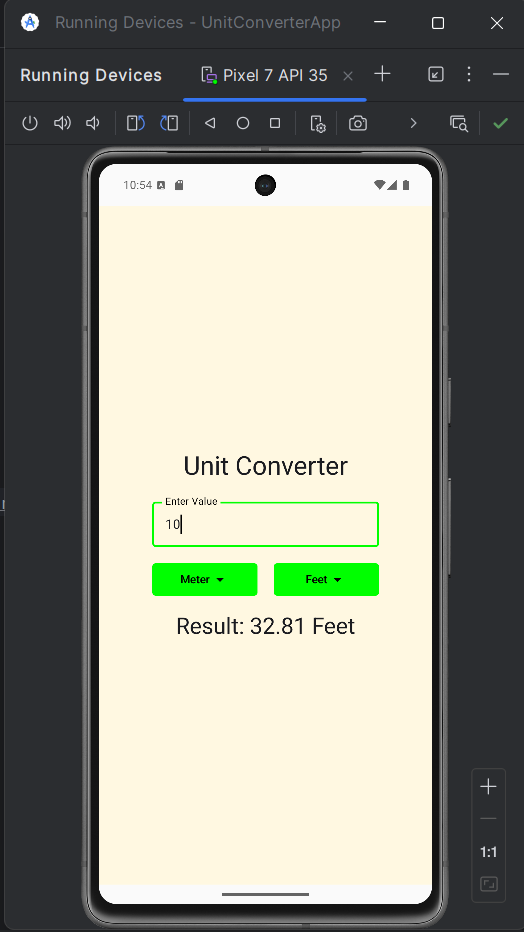 Running Devices - UnitConverterApp
Running Devices
Pixel 7 API 35
10:54
Unit Converter
Enter Value
10
Meter
Feet
Result: 32.81 Feet
1:1